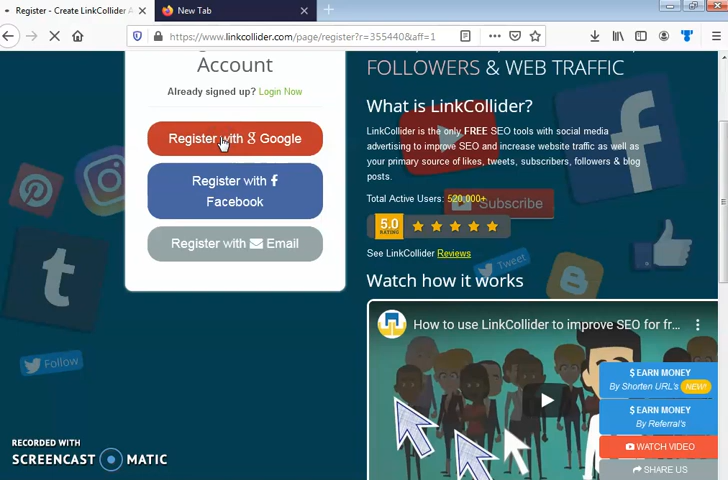 Register - Create LinkCollider A
New Tab
https://www.linkcollider.com/page/register?r=355440&aff=1
Account
Already signed up? Login Now
Register with Google
Register with f
Facebook
Register with Email
FOLLOWERS & WEB TRAFFIC
What is LinkCollider?
LinkCollider is the only FREE SEO tools with social media
advertising to improve SEO and increase website traffic as well as
your primary source of likes, tweets, subscribers, followers & blog
posts.
Total Active Users: 520,000+
Subscribe
5.0
RATING
See LinkCollider Reviews
Tweet
Watch how it works
How to use LinkCollider to improve SEO for fr...
Follow
$ EARN MONEY
By Shorten URL's NEW!
$ EARN MONEY
By Referral's
WATCH VIDEO
SHARE US
RECORDED WITH
SCREENCAST MATIC